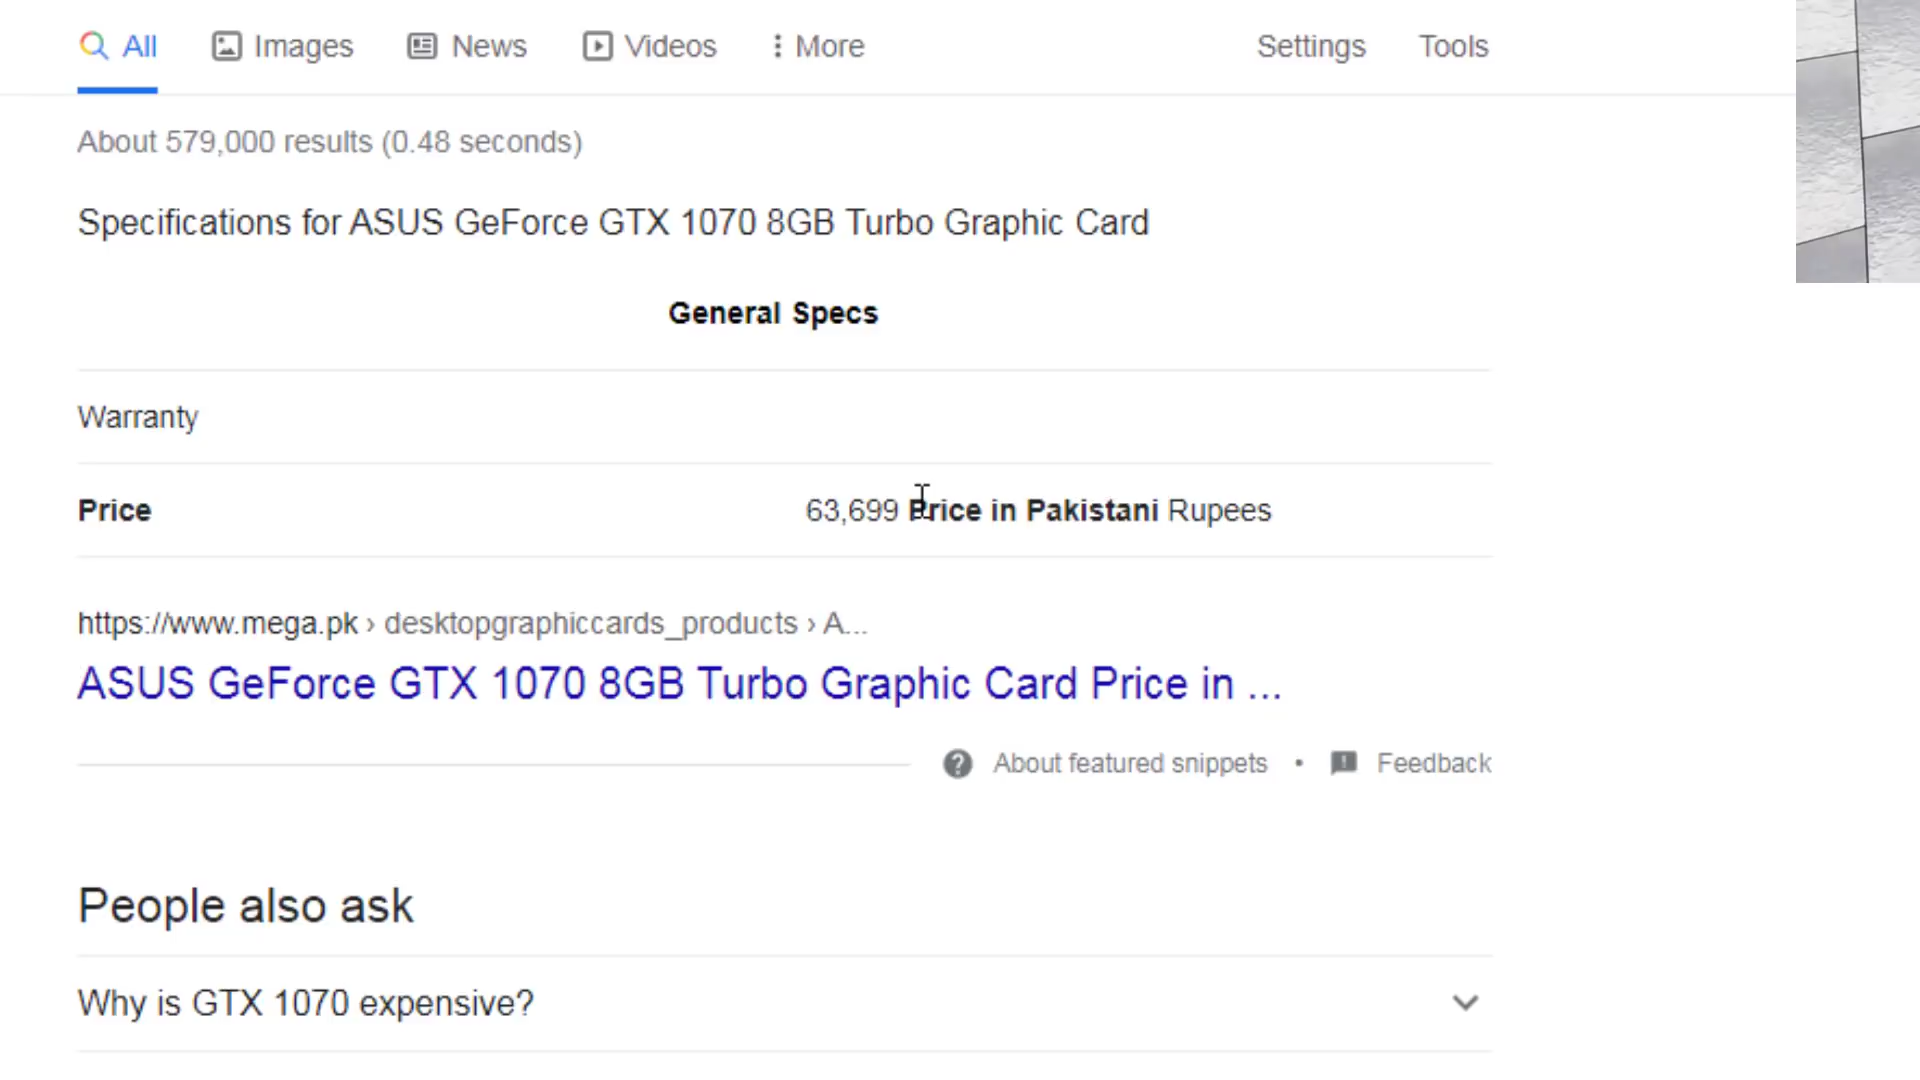 All Images News Videos More Settings Tools
About 579,000 results (0.48 seconds)
Specifications for ASUS GeForce GTX 1070 8GB Turbo Graphic Card
General Specs
Warranty
Price 63,699 Price in Pakistani Rupees
https://www.mega.pk › desktopgraphiccards_products › A...
ASUS GeForce GTX 1070 8GB Turbo Graphic Card Price in ...
About featured snippets • Feedback
People also ask
Why is GTX 1070 expensive?